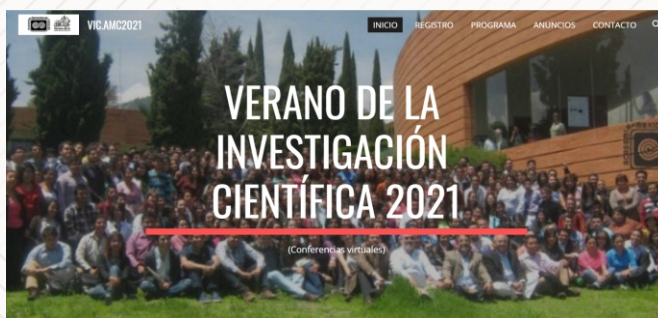 VIC.AMC2021
INICIO REGISTRO PROGRAMA ANUNCIOS CONTACTO
VERANO DE LA
INVESTIGACIÓN
CIENTÍFICA 2021
(Conferencias virtuales)